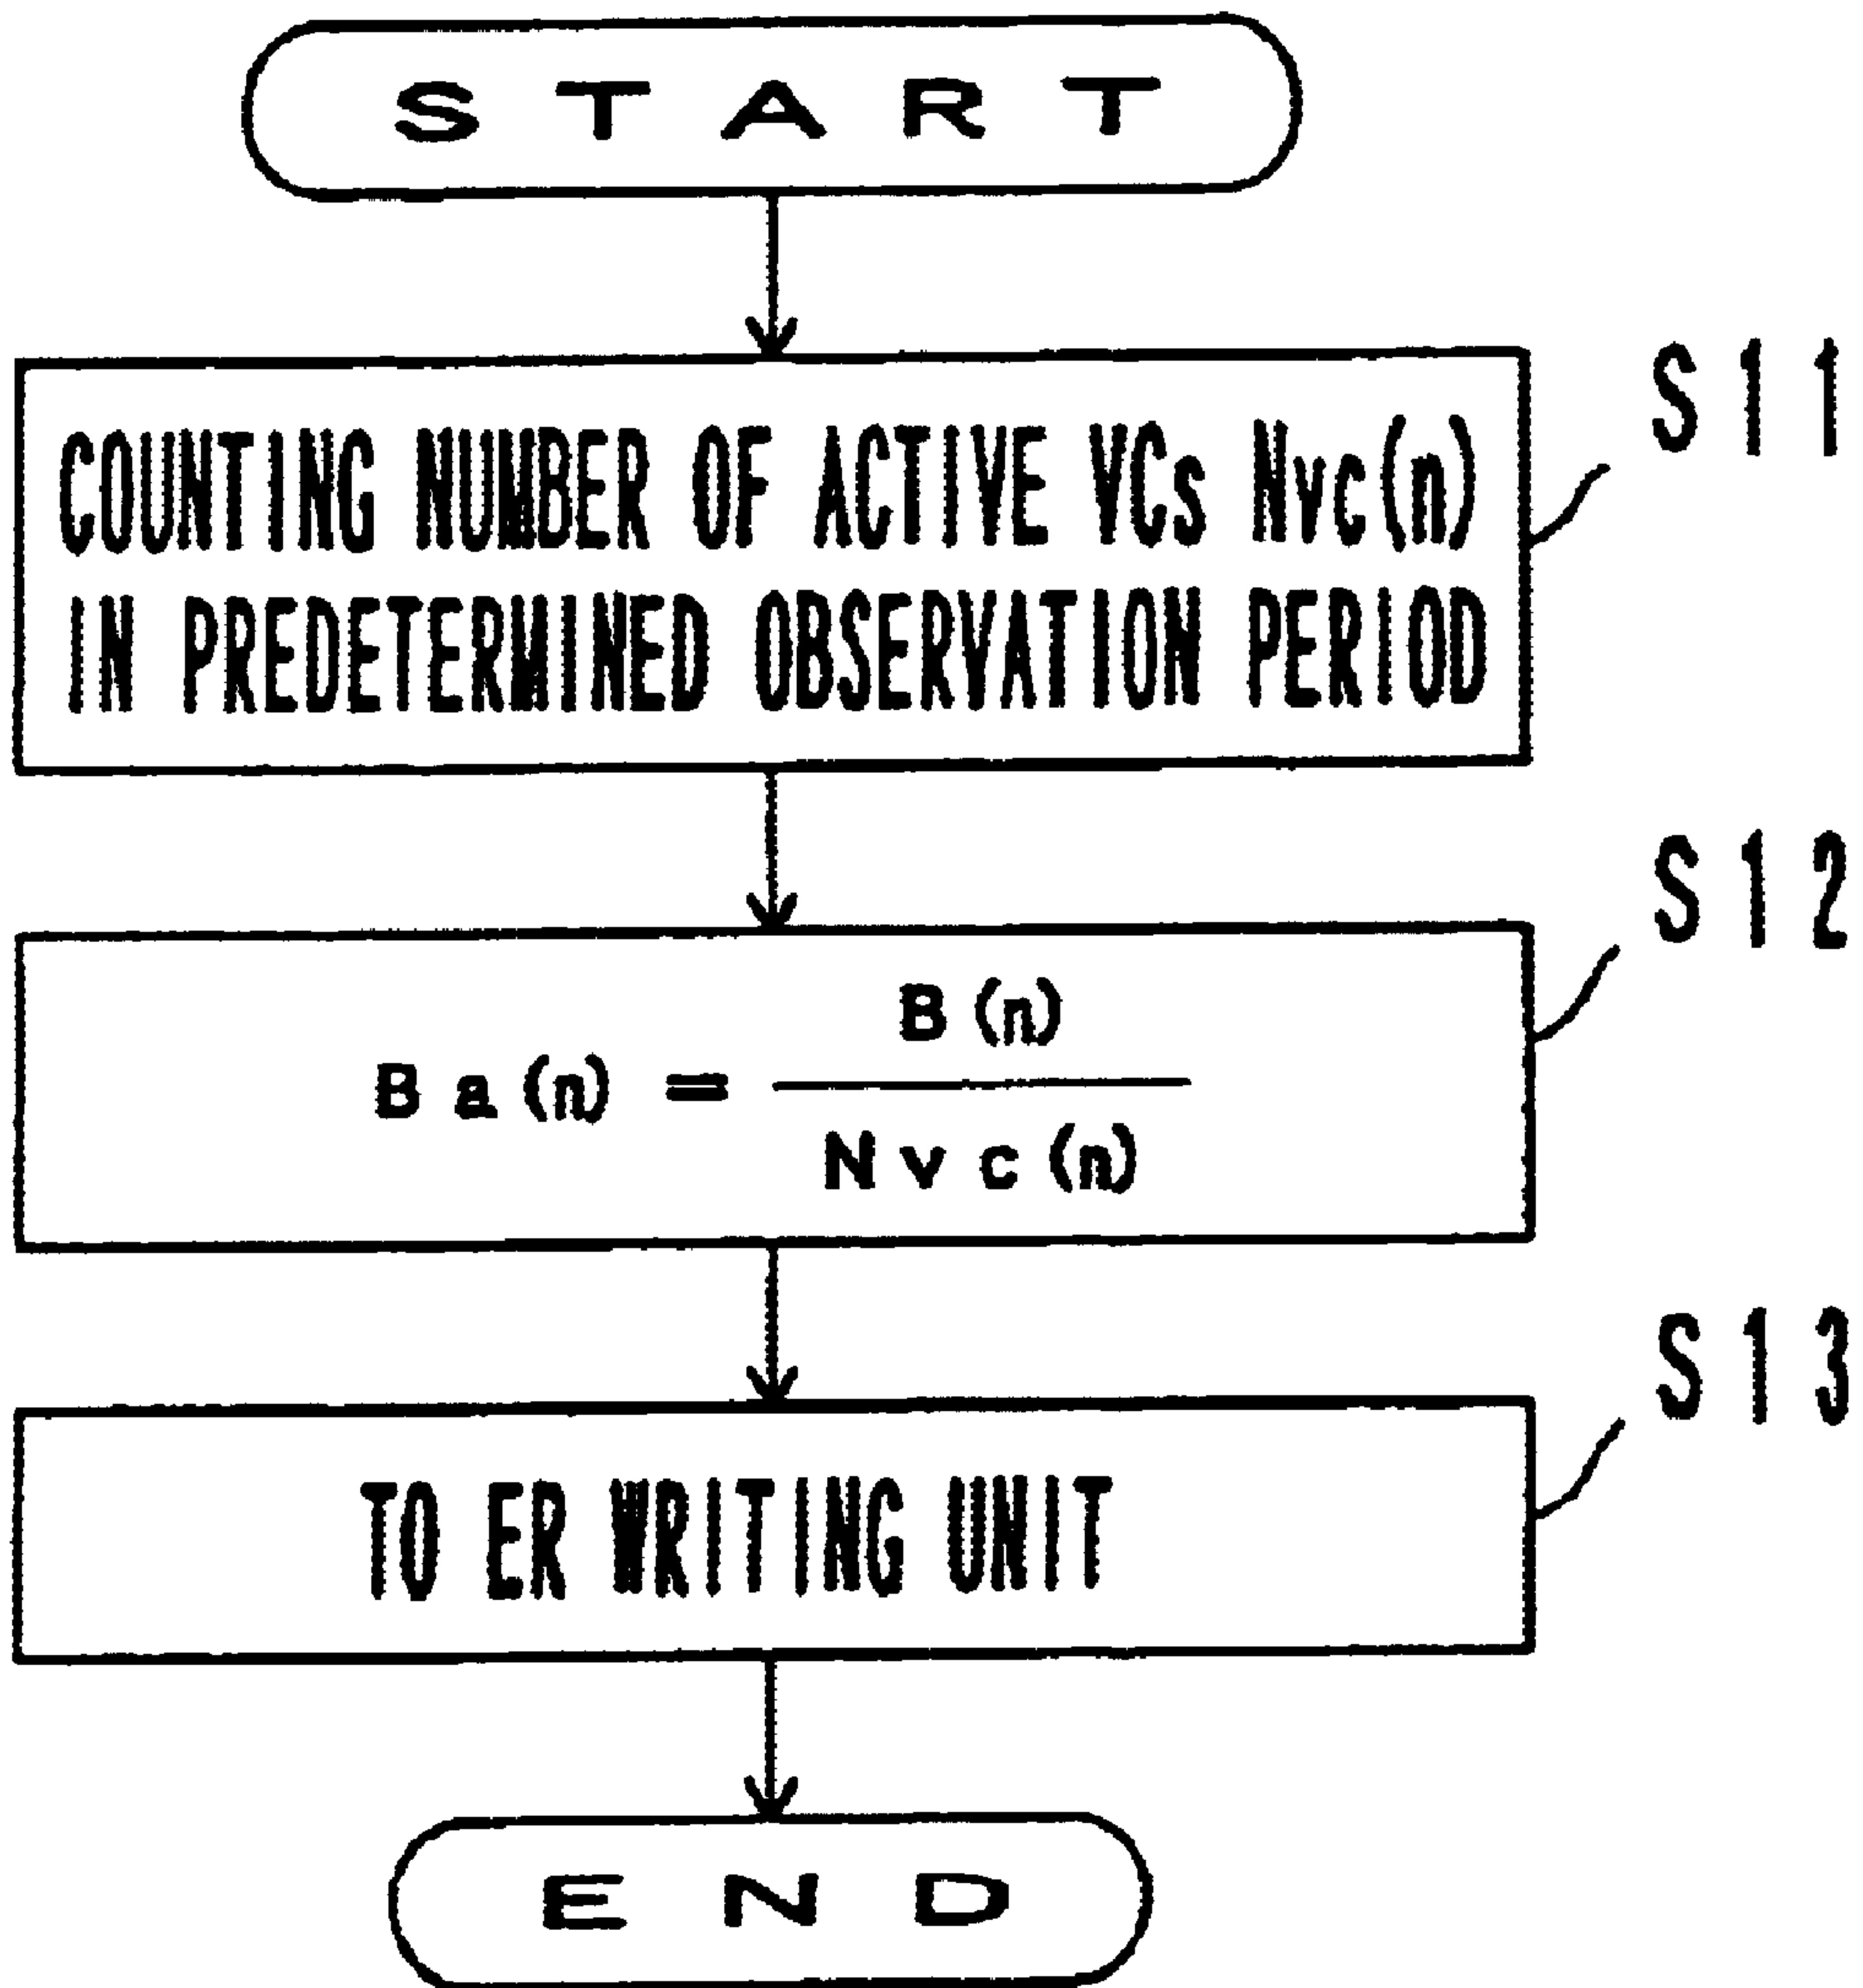 START
S11
COUNTING NUMBER OF ACTIVE VCs Nvc(n)
IN PREDETERMINED OBSERVATION PERIOD
S12
B(n)
Ba(n) =
Nvc(n)
S13
TO ER WRITING UNIT
END